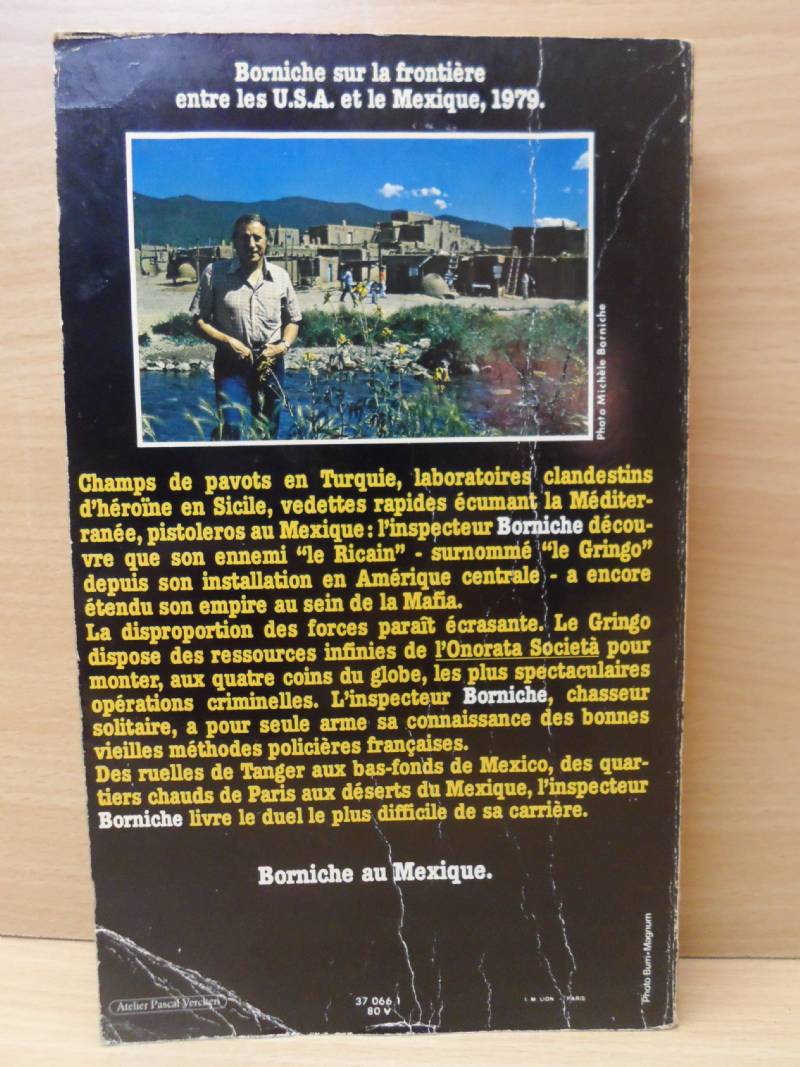 Borniche sur la frontière
entre les U.S.A. et le Mexique, 1979.
Photo Michèle Borniche
Champs de pavots en Turquie, laboratoires clandestins
d'héroïne en Sicile, vedettes rapides écumant la Méditer-
ranée, pistoleros au Mexique : l'inspecteur Borniche décou-
vre que son ennemi "le Ricain" - surnommé "le Gringo"
depuis son installation en Amérique centrale - a encore
étendu son empire au sein de la Mafia.
La disproportion des forces paraît écrasante. Le Gringo
dispose des ressources infinies de l'Onorata Società pour
monter, aux quatre coins du globe, les plus spectaculaires
opérations criminelles. L'inspecteur Borniche, chasseur
solitaire, a pour seule arme sa connaissance des bonnes
vieilles méthodes policières françaises.
Des ruelles de Tanger aux bas-fonds de Mexico, des quar-
tiers chauds de Paris aux déserts du Mexique, l'inspecteur
Borniche livre le duel le plus difficile de sa carrière.
Borniche au Mexique.
Photo Burri-Magnum
Atelier Pascal Vercken
37 066 1
80 V
I. M. LION PARIS